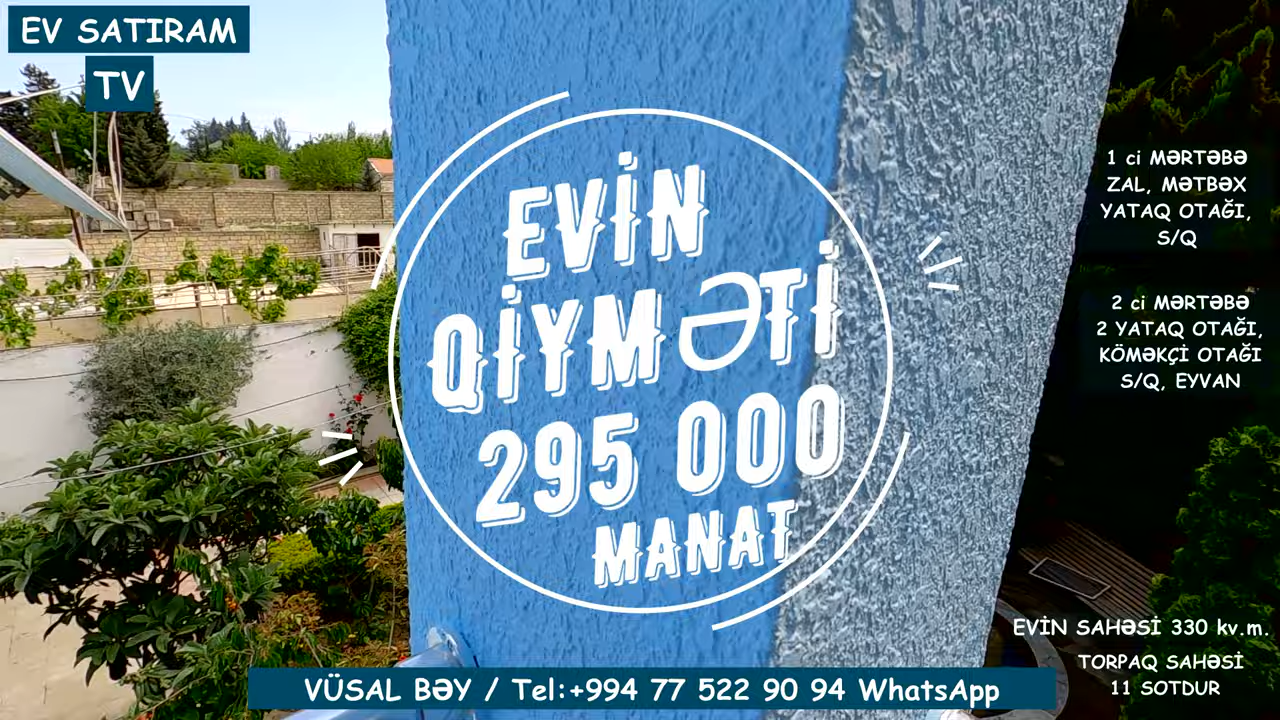 EV SATIRAM
TV
EVİN
QİYMƏTİ
295 000
MANAT
1 ci MƏRTƏBƏ
ZAL, MƏTBƏX
YATAQ OTAĞI,
S/Q
2 ci MƏRTƏBƏ
2 YATAQ OTAĞI,
KÖMƏKÇİ OTAĞI
S/Q, EYVAN
EVİN SAHƏSİ 330 kv.m.
TORPAQ SAHƏSİ
11 SOTDUR
VÜSAL BƏY / Tel:+994 77 522 90 94 WhatsApp